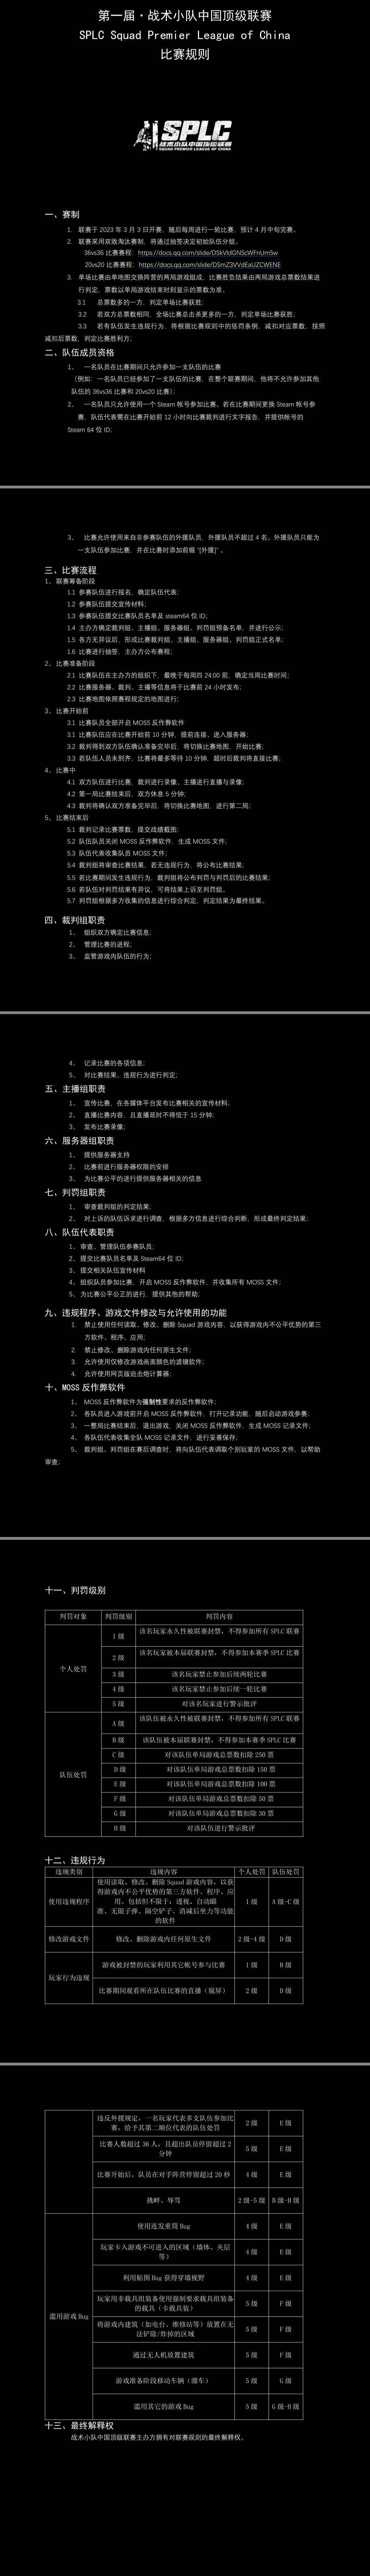 第一届·战术小队中国顶级联赛
SPLC Squad Premier League of China
比赛规则
SPLC
战术小队中国顶级联赛
SQUAD PREMIER LEAGUE OF CHINA
一、赛制
1. 联赛于 2023 年 3 月 3 日开赛，随后每周进行一轮比赛，预计 4 月中旬完赛。
2. 联赛采用双败淘汰赛制，将通过抽签决定初始队伍分组。
36vs36 比赛赛程：
20vs20 比赛赛程：
3. 单场比赛由单地图交换阵营的两局游戏组成，比赛胜负结果由两局游戏总票数结果进
行判定，票数以单局游戏结束时刻显示的票数为准。
3.1 总票数多的一方，判定单场比赛获胜；
3.2 若双方总票数相同，全场比赛总击杀更多的一方，判定单场比赛获胜；
3.3 若有队伍发生违规行为，将根据比赛规则中的惩罚条例，减扣对应票数，按照
减扣后票数，判定比赛胜利方；
二、队伍成员资格
1、 一名队员在比赛期间只允许参加一支队伍的比赛
（例如：一名队员已经参加了一支队伍的比赛，在整个联赛期间，他将不允许参加其他
队伍的 36vs36 比赛和 20vs20 比赛）；
2、 一名队员只允许使用一个 Steam 帐号参加比赛。若在比赛期间更换 Steam 帐号参
赛，队伍代表需在比赛开始前 12 小时向比赛裁判进行文字报告，并提供帐号的
Steam 64 位 ID；
3、 比赛允许使用来自非参赛队伍的外援队员，外援队员不超过 4 名。外援队员只能为
一支队伍参加比赛，并在比赛时添加前缀 “[外援]” 。
三、比赛流程
1、 联赛筹备阶段
1.1 参赛队伍进行报名，确定队伍代表；
1.2 参赛队伍提交宣传材料；
1.3 参赛队伍提交比赛队员名单及 steam64 位 ID；
1.4 主办方确定裁判组、主播组、服务器组、判罚组预备名单，并进行公示；
1.5 各方无异议后，形成比赛裁判组、主播组、服务器组、判罚组正式名单；
1.6 比赛进行抽签，主办方公布赛程；
2、 比赛准备阶段
2.1 比赛队伍在主办方的组织下，最晚于每周四 24:00 前，确定当周比赛时间；
2.2 比赛服务器、裁判、主播等信息将于比赛前 24 小时发布；
2.3 比赛地图依照赛程规定的地图进行；
3、 比赛开始前
3.1 比赛队员全部开启 MOSS 反作弊软件
3.1 比赛队伍应在比赛开始前 10 分钟，提前连接、进入服务器；
3.2 裁判得到双方队伍确认准备完毕后，将切换比赛地图，开始比赛；
3.3 若队伍人员未到齐，比赛将最多等待 10 分钟，超时后裁判将直接比赛；
4、 比赛中
4.1 双方队伍进行比赛，裁判进行录像、主播进行直播与录像；
4.2 第一局比赛结束后，双方休息 5 分钟；
4.3 裁判将确认双方准备完毕后，将切换比赛地图，进行第二局；
5、 比赛结束后
5.1 裁判记录比赛票数，提交战绩截图；
5.2 队伍队员关闭 MOSS 反作弊软件，生成 MOSS 文件；
5.3 队伍代表收集队员 MOSS 文件；
5.4 裁判组将审查比赛结果，若无违规行为，将公布比赛结果；
5.5 若比赛期间发生违规行为，裁判组将公布判罚与判罚后的比赛结果；
5.6 若队伍对判罚结果有异议，可将结果上诉至判罚组。
5.7 判罚组根据多方收集的信息进行综合判定，判定结果为最终结果。
四、裁判组职责
1、 组织双方确定比赛信息；
2、 管理比赛的进程；
3、 监管游戏内队伍的行为；
4、 记录比赛的各项信息；
5、 对比赛结果、违规行为进行判定；
五、主播组职责
1、 宣传比赛，在各媒体平台发布比赛相关的宣传材料；
2、 直播比赛内容，且直播延时不得低于 15 分钟；
3、 发布比赛录像；
六、服务器组职责
1、 提供服务器支持
2、 比赛前进行服务器权限的安排
3、 为比赛公平的进行提供服务器相关的信息
七、判罚组职责
1、 审查裁判组的判定结果；
2、 对上诉的队伍诉求进行调查，根据多方信息进行综合判断，形成最终判定结果；
八、队伍代表职责
1、 审查、管理队伍参赛队员；
2、 提交比赛队员名单及 Steam64 位 ID；
3、 提交相关队伍宣传材料
4、 组织队员参加比赛，开启 MOSS 反作弊软件，并收集所有 MOSS 文件；
5、 为比赛公平公正的进行，提供其他的帮助；
九、违规程序、游戏文件修改与允许使用的功能
1. 禁止使用任何读取、修改、删除 Squad 游戏内容，以获得游戏内不公平优势的第三
方软件、程序、应用；
2. 禁止修改、删除游戏内任何原生文件；
3. 允许使用仅修改游戏画面颜色的滤镜软件；
4. 允许使用网页版迫击炮计算器；
十、MOSS 反作弊软件
1、 MOSS 反作弊软件为强制性要求的反作弊软件；
2、 各队员进入游戏前开启 MOSS 反作弊软件，打开记录功能，随后启动游戏参赛；
3、 一整局比赛结束后，退出游戏，关闭 MOSS 反作弊软件，生成 MOSS 记录文件；
4、 各队伍代表收集全队 MOSS 记录文件，进行妥善保存；
5、 裁判组、判罚组在赛后调查时，将向队伍代表调取个别玩家的 MOSS 文件，以帮助
审查；
十一、判罚级别
判罚对象 判罚级别 判罚内容
个人处罚
1 级 该名玩家永久性被联赛封禁，不得参加所有 SPLC 联赛
2 级 该名玩家被本届联赛封禁，不得参加本赛季 SPLC 比赛
3 级 该名玩家禁止参加后续两轮比赛
4 级 该名玩家禁止参加后续一轮比赛
5 级 对该名玩家进行警示批评
队伍处罚
A 级 该队伍被永久性被联赛封禁，不得参加所有 SPLC 联赛
B 级 该队伍被本届联赛封禁，不得参加本赛季 SPLC 比赛
C 级 对该队伍单局游戏总票数扣除 250 票
D 级 对该队伍单局游戏总票数扣除 150 票
E 级 对该队伍单局游戏总票数扣除 100 票
F 级 对该队伍单局游戏总票数扣除 50 票
G 级 对该队伍单局游戏总票数扣除 30 票
H 级 对该队伍进行警示批评
十二、违规行为
违规类别 违规内容 个人处罚 队伍处罚
使用违规程序
使用读取、修改、删除 Squad 游戏内容，以获
得游戏内不公平优势的第三方软件、程序、应
用。包括但不限于：透视、自动瞄
准、无限子弹、隔空铲子、消减后坐力等功能
的软件
1 级 A 级-C 级
修改游戏文件 修改、删除游戏内任何原生文件 2 级-4 级 D 级
玩家行为违规
游戏被封禁的玩家利用其它帐号参与比赛 1 级 B 级
比赛期间观看所在队伍比赛的直播（窥屏） 2 级 D 级
违反外援规定，一名玩家代表多支队伍参加比
赛，给予其第二顺位代表的队伍处罚
2 级 E 级
比赛人数超过 36 人，且超出队员停留超过 2
分钟
5 级 E 级
比赛开始后，队员在对手阵营停留超过 20 秒 4 级 E 级
挑衅、辱骂 2 级-5 级 B 级-H 级
滥用游戏 Bug
使用连发重筒 Bug 4 级 E 级
玩家卡入游戏不可进入的区域（墙体、夹层
等）
4 级 E 级
利用贴图 Bug 获得穿墙视野 4 级 E 级
玩家用非载具组装备使用强制要求载具组装备
的载具（卡载具装）
5 级 F 级
将游戏内建筑（如电台、维修站等）放置在无
法铲除/炸掉的区域
5 级 F 级
通过无人机放置建筑 5 级 F 级
游戏准备阶段移动车辆（溜车） 5 级 G 级
滥用其它的游戏 Bug 5 级 G 级-H 级
十三、最终解释权
战术小队中国顶级联赛主办方拥有对联赛规则的最终解释权。